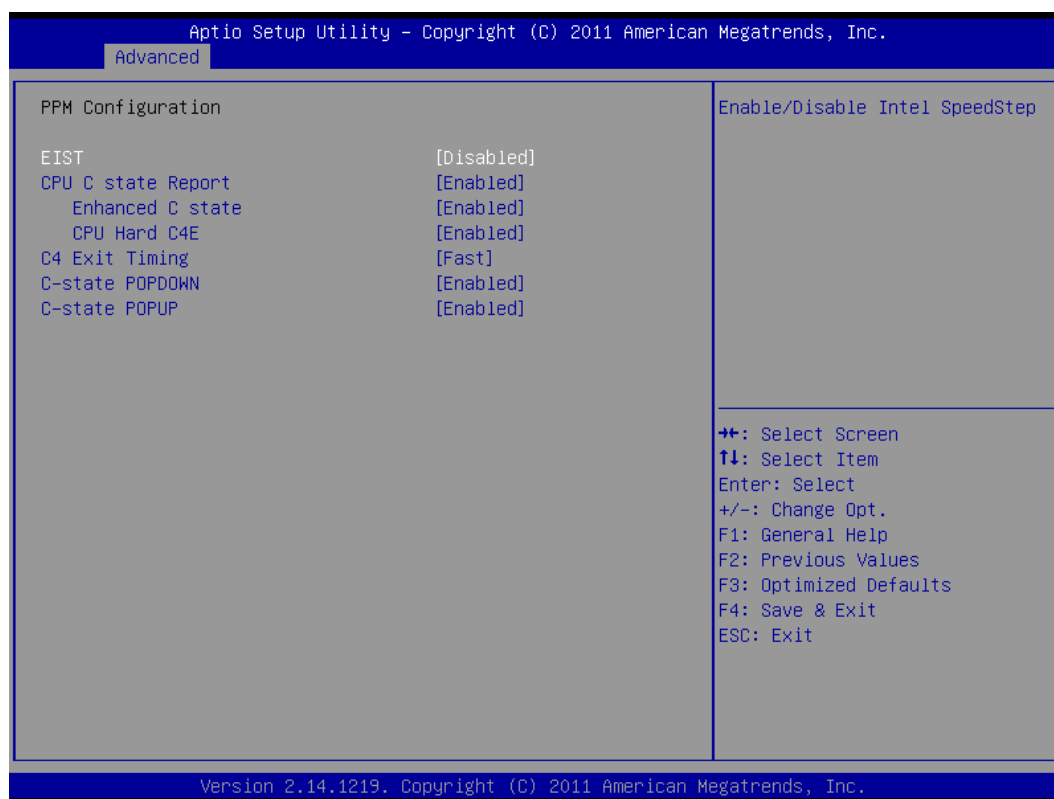 Aptio Setup Utility – Copyright (C) 2011 American Megatrends, Inc.
Advanced
PPM Configuration
EIST [Disabled]
CPU C state Report [Enabled]
Enhanced C state [Enabled]
CPU Hard C4E [Enabled]
C4 Exit Timing [Fast]
C-state POPDOWN [Enabled]
C-state POPUP [Enabled]
Enable/Disable Intel SpeedStep
→←: Select Screen
↑↓: Select Item
Enter: Select
+/-: Change Opt.
F1: General Help
F2: Previous Values
F3: Optimized Defaults
F4: Save & Exit
ESC: Exit
Version 2.14.1219. Copyright (C) 2011 American Megatrends, Inc.